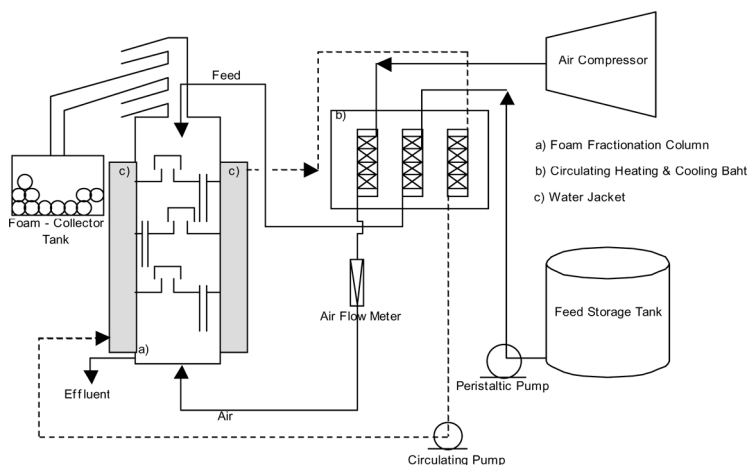 Feed
Air Compressor
b)
a) Foam Fractionation Column
b) Circulating Heating & Cooling Baht
c) Water Jacket
c)
c)
Foam - Collector
Tank
Air Flow Meter
Feed Storage Tank
a)
Effluent
Peristaltic Pump
Air
Circulating Pump